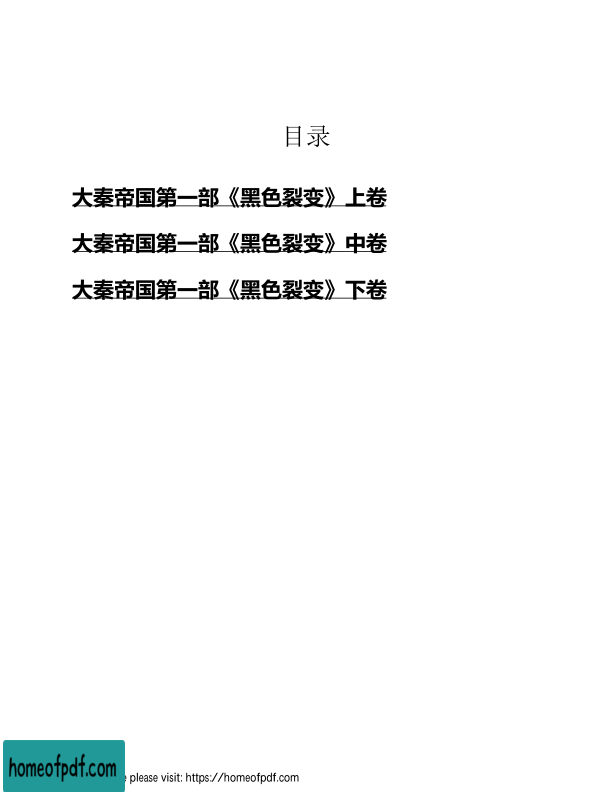 目录
大秦帝国第一部《黑色裂变》上卷
大秦帝国第一部《黑色裂变》中卷
大秦帝国第一部《黑色裂变》下卷
homeofpdf.com
please visit: https://homeofpdf.com